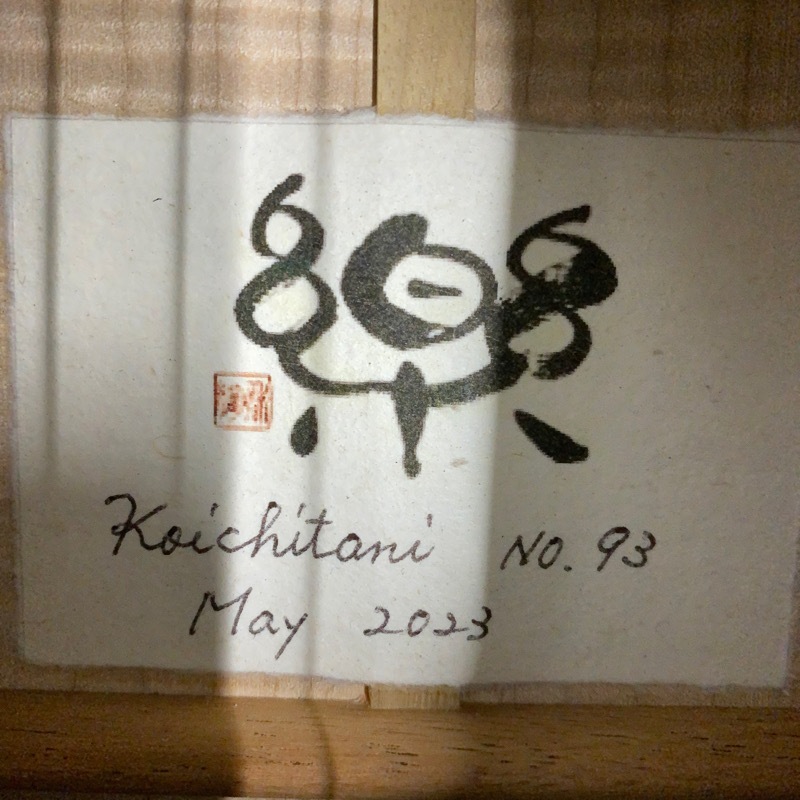 樂
Koichitani NO. 93
May 2023